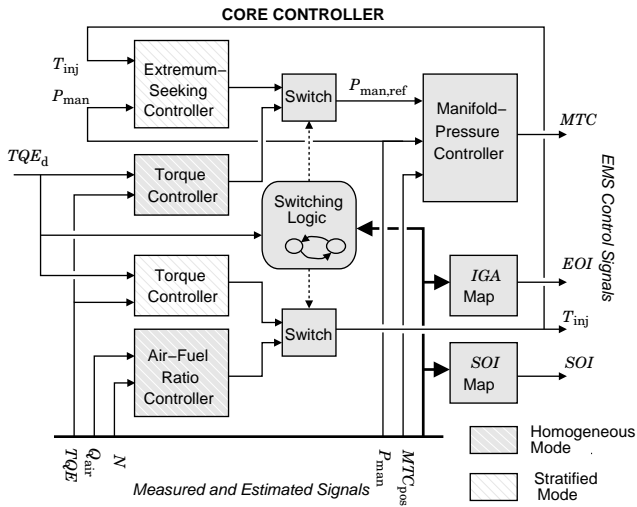 CORE CONTROLLER
T_inj
P_man
Extremum–
Seeking
Controller
Switch
P_man,ref
Manifold–
Pressure
Controller
MTC
TQE_d
Torque
Controller
Switching
Logic
EMS Control Signals
Torque
Controller
IGA
Map
EOI
Switch
T_inj
Air–Fuel
Ratio
Controller
SOI
Map
SOI
TQE
Q_air
N
P_man
MTC_pos
Measured and Estimated Signals
Homogeneous
Mode
Stratified
Mode